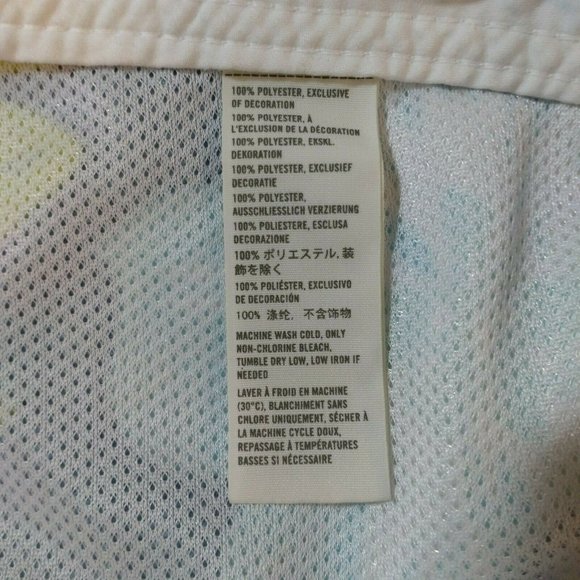 100% POLYESTER, EXCLUSIVE
OF DECORATION
100% POLYESTER, À
L'EXCLUSION DE LA DÉCORATION
100% POLYESTER, EKSKL.
DEKORATION
100% POLYESTER, EXCLUSIEF
DECORATIE
100% POLYESTER,
AUSSCHLIESSLICH VERZIERUNG
100% POLIESTERE, ESCLUSA
DECORAZIONE
100% ポリエステル, 装
飾を除く
100% POLIÉSTER, EXCLUSIVO
DE DECORACIÓN
100% 涤纶, 不含饰物
MACHINE WASH COLD, ONLY
NON-CHLORINE BLEACH,
TUMBLE DRY LOW, LOW IRON IF
NEEDED
LAVER À FROID EN MACHINE
(30°C), BLANCHIMENT SANS
CHLORE UNIQUEMENT, SÉCHER À
LA MACHINE CYCLE DOUX,
REPASSAGE À TEMPÉRATURES
BASSES SI NÉCESSAIRE